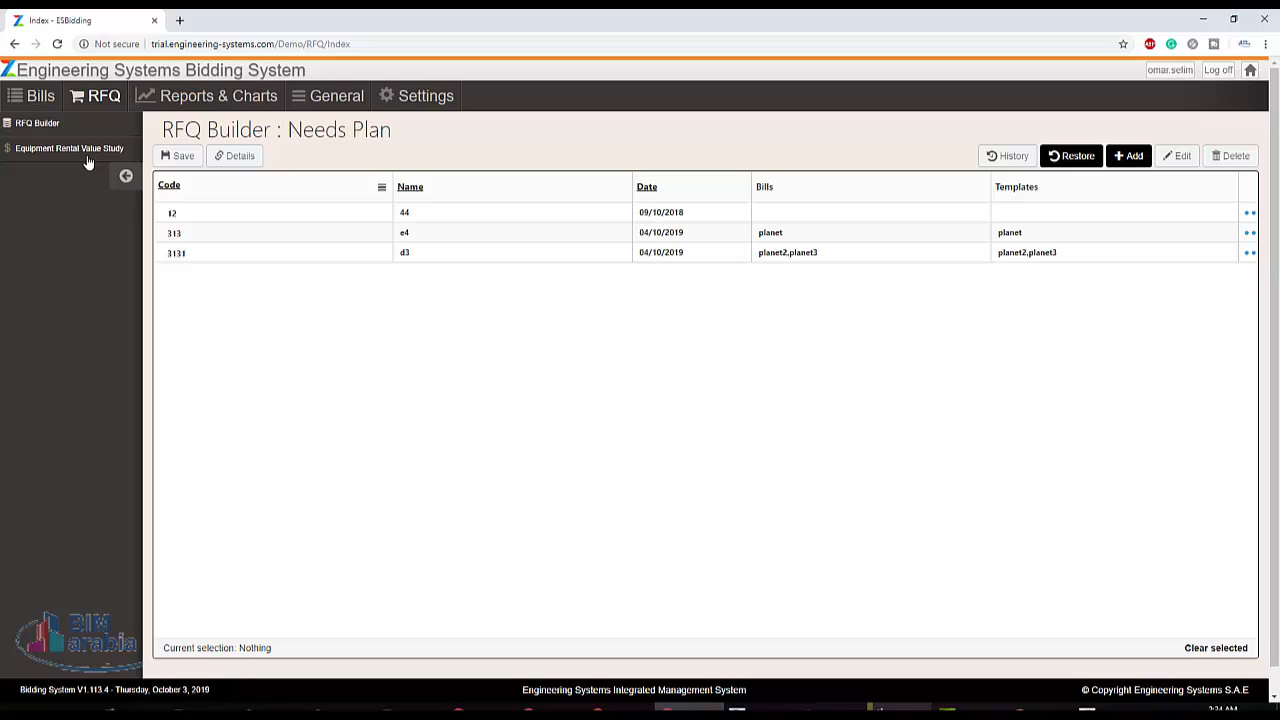 Index - ESBidding
Not secure trial.engineering-systems.com/Demo/RFQ/Index
ABP
Engineering Systems Bidding System
omar.selim Log off
Bills RFQ Reports & Charts General Settings
RFQ Builder
$ Equipment Rental Value Study
RFQ Builder : Needs Plan
Save Details History Restore Add Edit Delete
Code Name Date Bills Templates
12 44 09/10/2018
313 e4 04/10/2019 planet planet
3131 d3 04/10/2019 planet2,planet3 planet2,planet3
BIM
arabia
Current selection: Nothing Clear selected
Bidding System V1.113.4 - Thursday, October 3, 2019 Engineering Systems Integrated Management System © Copyright Engineering Systems S.A.E